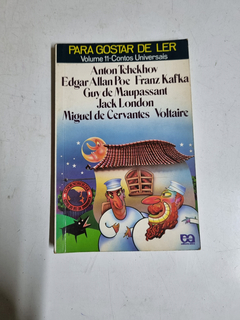 PARA GOSTAR DE LER
Volume 11-Contos Universais
Anton Tchekhov
Edgar Allan Poe Franz Kafka
Guy de Maupassant
Jack London
Miguel de Cervantes Voltaire